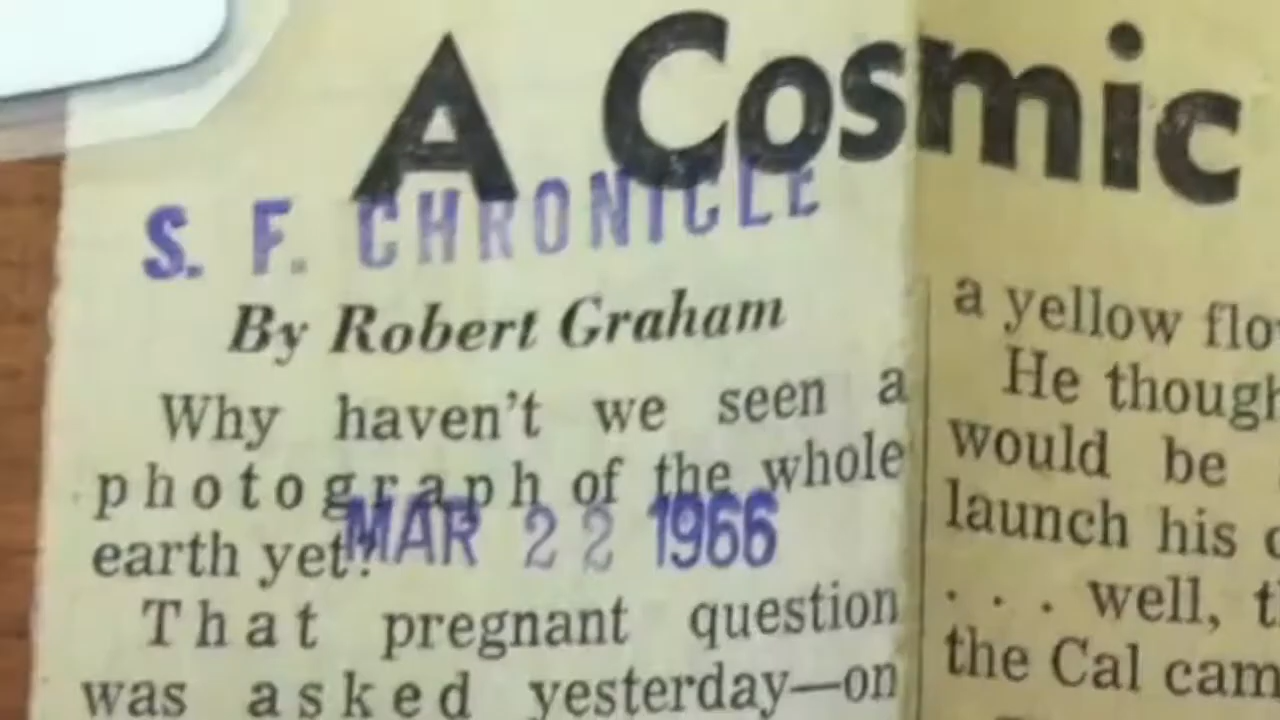 A Cosmic
S. F. CHRONICLE
By Robert Graham
Why haven't we seen a
photograph of the whole
earth yet?
MAR 22 1966
That pregnant question
was asked yesterday—on
a yellow
He
would be
launch his
. . . well,
the Cal